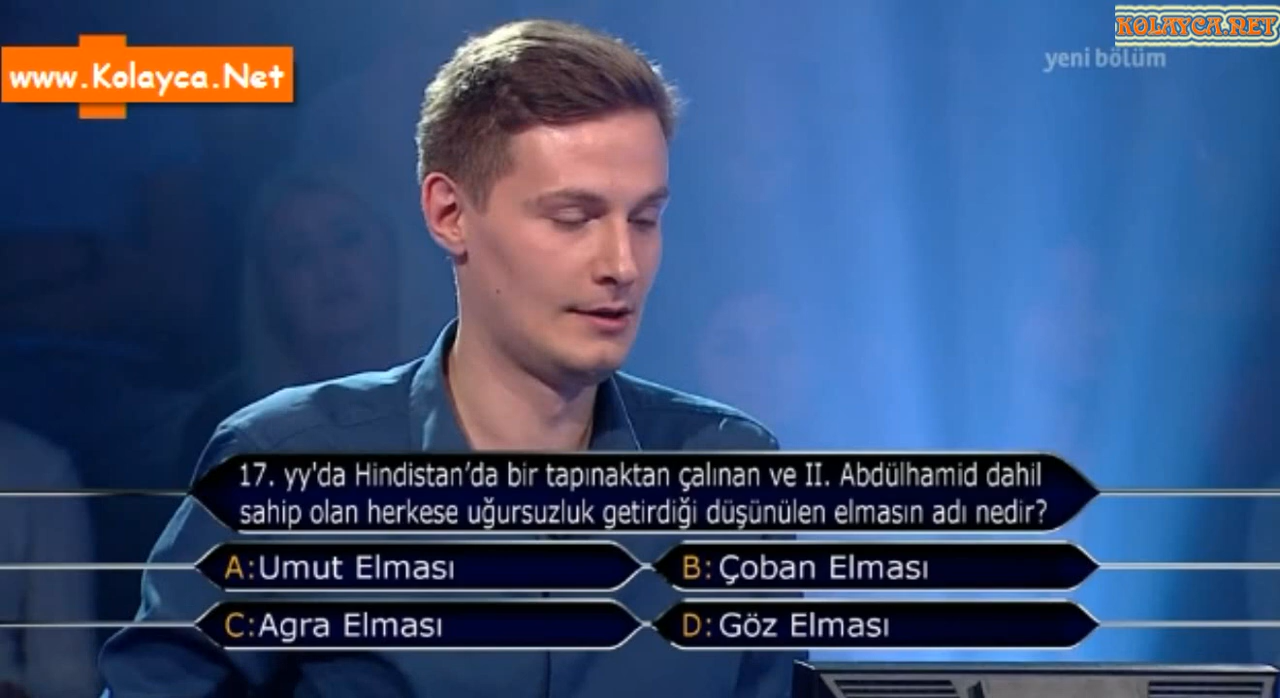 KOLAYCA.NET
www.Kolayca.Net
yeni bölüm
17. yy'da Hindistan’da bir tapınaktan çalınan ve II. Abdülhamid dahil
sahip olan herkese uğursuzluk getirdiği düşünülen elmasın adı nedir?
A:Umut Elması
B:Çoban Elması
C:Agra Elması
D:Göz Elması